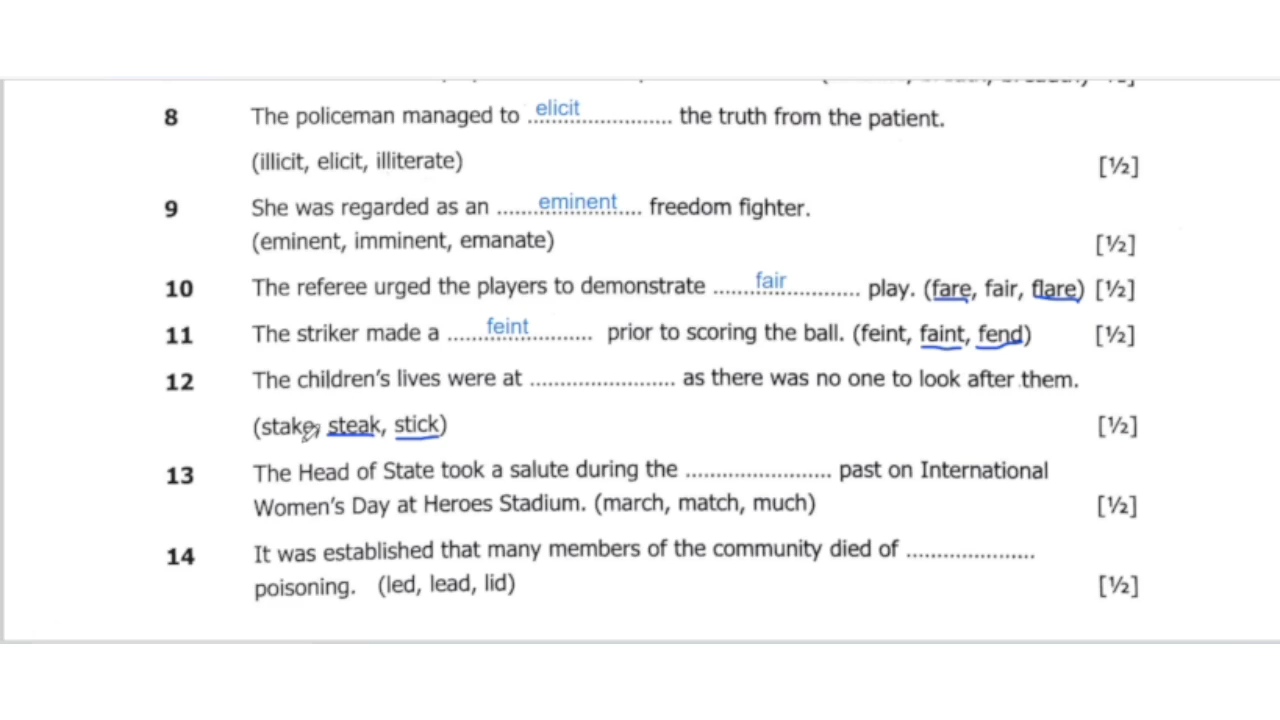 8 The policeman managed to elicit the truth from the patient.
(illicit, elicit, illiterate) [½]
9 She was regarded as an eminent freedom fighter.
(eminent, imminent, emanate) [½]
10 The referee urged the players to demonstrate fair play. (fare, fair, flare) [½]
11 The striker made a feint prior to scoring the ball. (feint, faint, fend) [½]
12 The children's lives were at ........................ as there was no one to look after them.
(stake, steak, stick) [½]
13 The Head of State took a salute during the ........................ past on International
Women's Day at Heroes Stadium. (march, match, much) [½]
14 It was established that many members of the community died of .....................
poisoning. (led, lead, lid) [½]